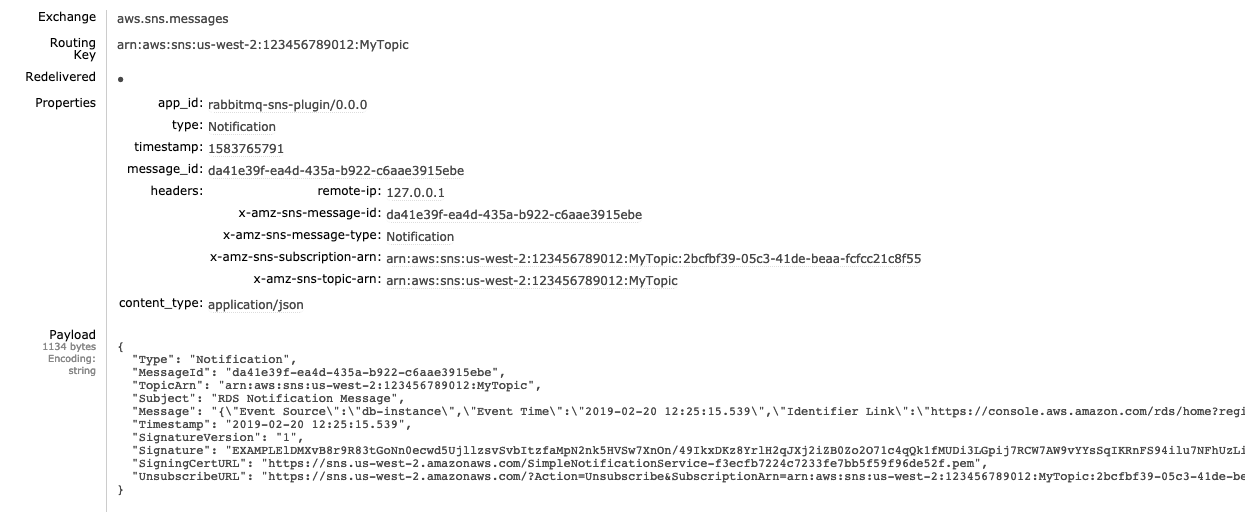 Exchange aws.sns.messages
Routing Key arn:aws:sns:us-west-2:123456789012:MyTopic
Redelivered ●
Properties app_id: rabbitmq-sns-plugin/0.0.0
type: Notification
timestamp: 1583765791
message_id: da41e39f-ea4d-435a-b922-c6aae3915ebe
headers: remote-ip: 127.0.0.1
x-amz-sns-message-id: da41e39f-ea4d-435a-b922-c6aae3915ebe
x-amz-sns-message-type: Notification
x-amz-sns-subscription-arn: arn:aws:sns:us-west-2:123456789012:MyTopic:2bcfbf39-05c3-41de-beaa-fcfcc21c8f55
x-amz-sns-topic-arn: arn:aws:sns:us-west-2:123456789012:MyTopic
content_type: application/json
Payload
1134 bytes
Encoding: string
{
"Type": "Notification",
"MessageId": "da41e39f-ea4d-435a-b922-c6aae3915ebe",
"TopicArn": "arn:aws:sns:us-west-2:123456789012:MyTopic",
"Subject": "RDS Notification Message",
"Message": "{\"Event Source\":\"db-instance\",\"Event Time\":\"2019-02-20 12:25:15.539\",\"Identifier Link\":\"https://console.aws.amazon.com/rds/home?regi
"Timestamp": "2019-02-20 12:25:15.539",
"SignatureVersion": "1",
"Signature": "EXAMPLElDMXvB8r9R83tGoNn0ecwd5UjllzsvSvbItzfaMpN2nk5HVSw7XnOn/49IkxDKz8YrlH2qJXj2iZB0Zo2O71c4qQk1fMUDi3LGpij7RCW7AW9vYYsSqIKRnFS94ilu7NFhUzLi
"SigningCertURL": "https://sns.us-west-2.amazonaws.com/SimpleNotificationService-f3ecfb7224c7233fe7bb5f59f96de52f.pem",
"UnsubscribeURL": "https://sns.us-west-2.amazonaws.com/?Action=Unsubscribe&SubscriptionArn=arn:aws:sns:us-west-2:123456789012:MyTopic:2bcfbf39-05c3-41de-be
}